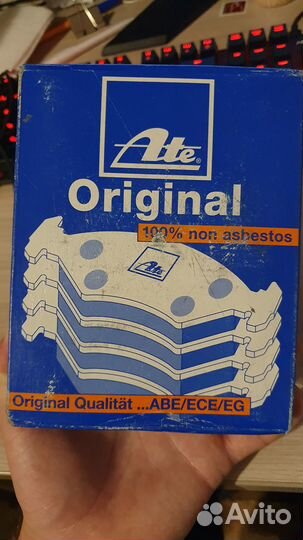 Ate®
Original
100% non asbestos
Ate
Original Qualität ...ABE/ECE/EG
Avito